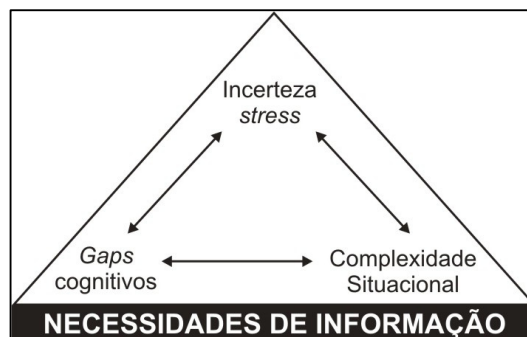 Incerteza
stress
Gaps
cognitivos
Complexidade
Situacional
NECESSIDADES DE INFORMAÇÃO